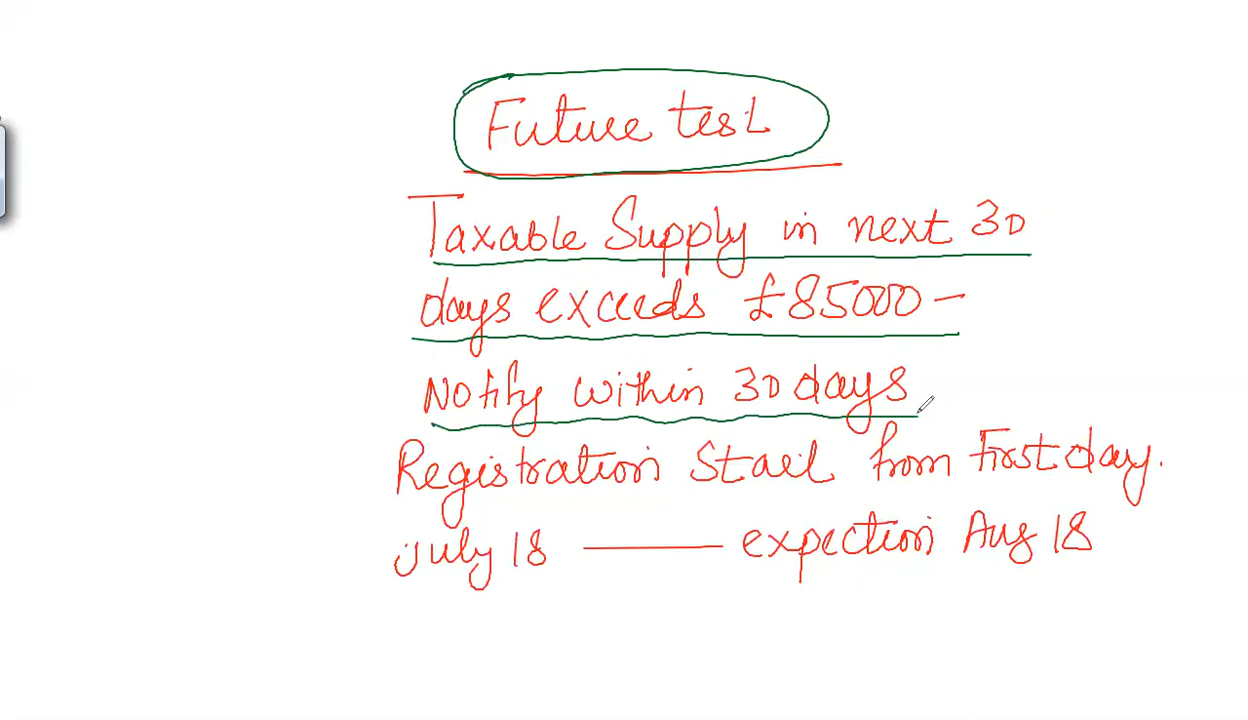 Future test
Taxable Supply in next 30
days exceeds £85000 –
Notify within 30 days
Registration Start from First day.
july 18 —— expection Aug 18